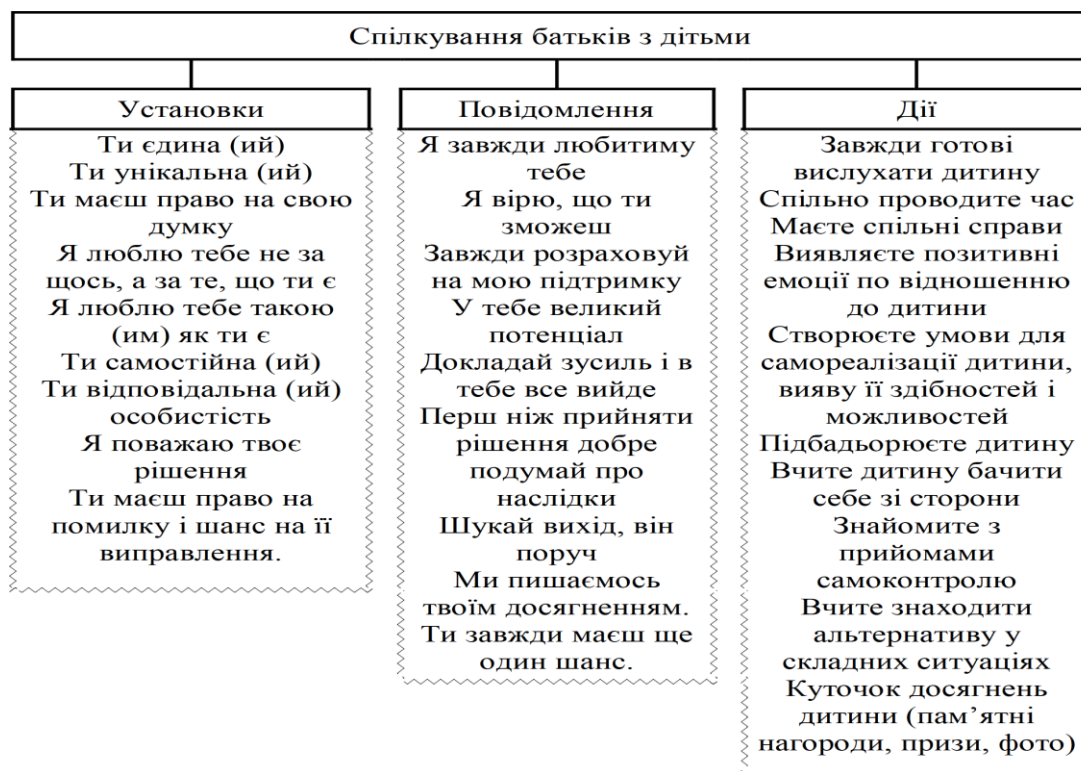 Спілкування батьків з дітьми
Установки
Ти єдина (ий)
Ти унікальна (ий)
Ти маєш право на свою
думку
Я люблю тебе не за
щось, а за те, що ти є
Я люблю тебе такою
(им) як ти є
Ти самостійна (ий)
Ти відповідальна (ий)
особистість
Я поважаю твоє
рішення
Ти маєш право на
помилку і шанс на її
виправлення.
Повідомлення
Я завжди любитиму
тебе
Я вірю, що ти
зможеш
Завжди розраховуй
на мою підтримку
У тебе великий
потенціал
Докладай зусиль і в
тебе все вийде
Перш ніж прийняти
рішення добре
подумай про
наслідки
Шукай вихід, він
поруч
Ми пишаємось
твоїм досягненням.
Ти завжди маєш ще
один шанс.
Дії
Завжди готові
вислухати дитину
Спільно проводите час
Маєте спільні справи
Виявляєте позитивні
емоції по відношенню
до дитини
Створюєте умови для
самореалізації дитини,
вияву її здібностей і
можливостей
Підбадьорюєте дитину
Вчите дитину бачити
себе зі сторони
Знайомите з
прийомами
самоконтролю
Вчите знаходити
альтернативу у
складних ситуаціях
Куточок досягнень
дитини (пам’ятні
нагороди, призи, фото)